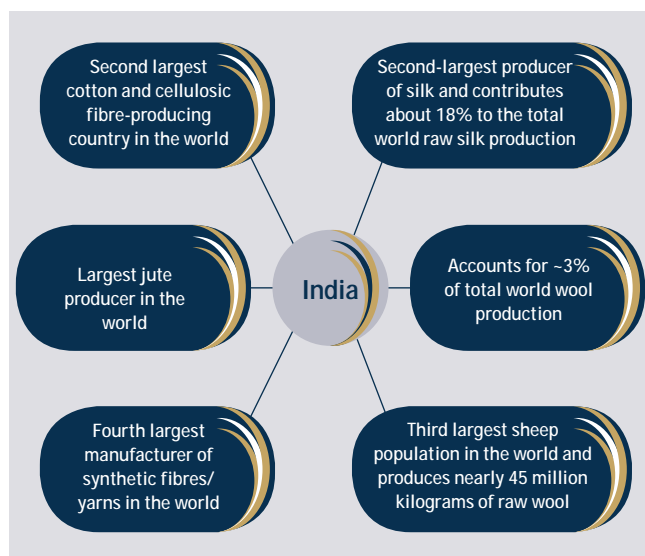 Second largest
cotton and cellulosic
fibre-producing
country in the world
Second-largest producer
of silk and contributes
about 18% to the total
world raw silk production
Largest jute
producer in the
world
India
Accounts for ~3%
of total world wool
production
Fourth largest
manufacturer of
synthetic fibres/
yarns in the world
Third largest sheep
population in the world and
produces nearly 45 million
kilograms of raw wool